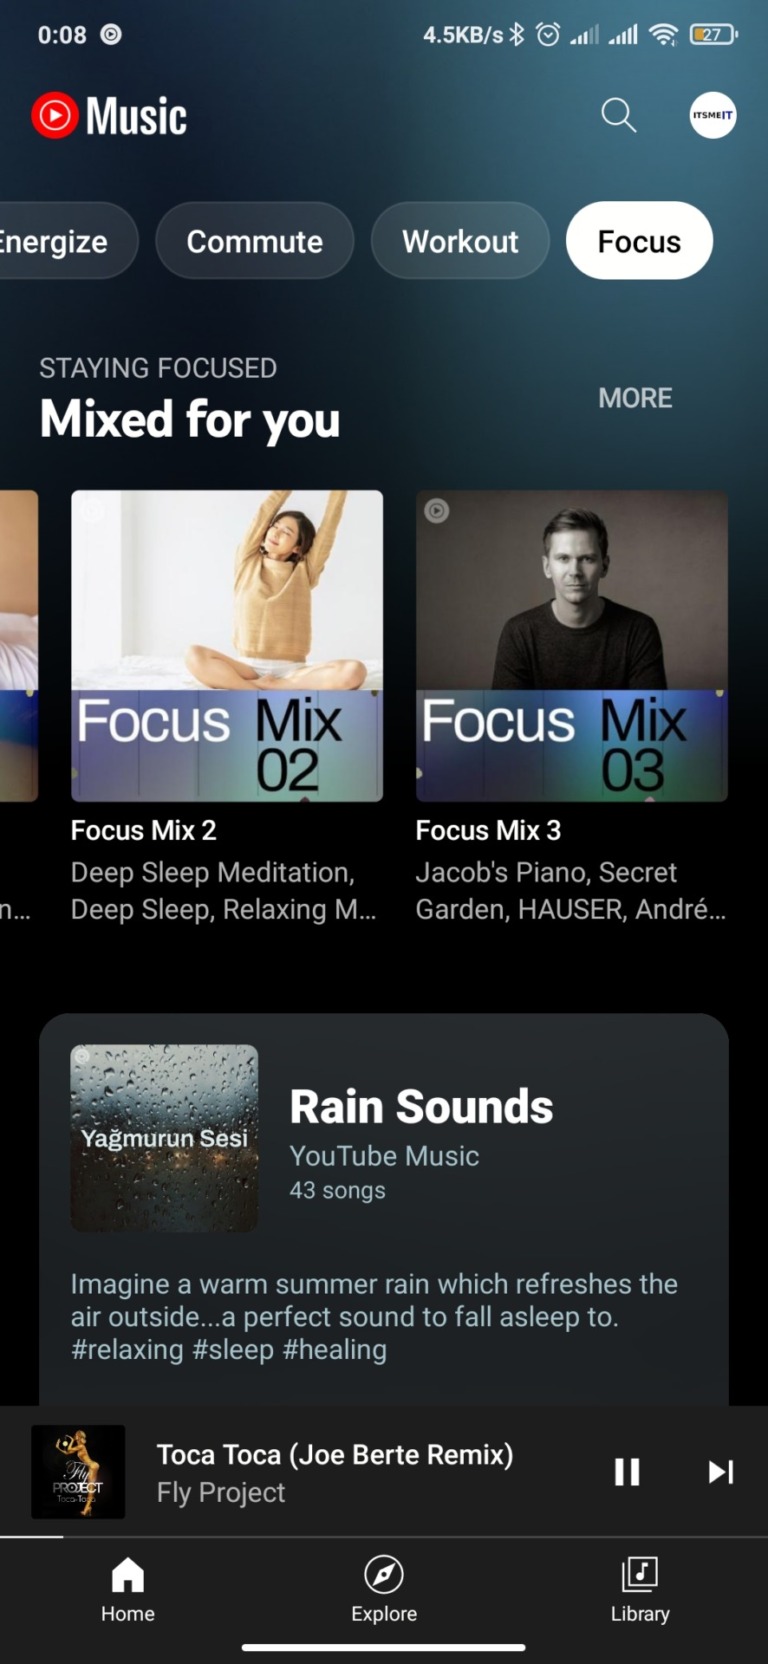 0:08
4.5KB/s
27
Music
ITSMEIT
Energize
Commute
Workout
Focus
STAYING FOCUSED
Mixed for you
MORE
Focus Mix
02
Focus Mix
03
Focus Mix 2
Focus Mix 3
Deep Sleep Meditation,
Deep Sleep, Relaxing M...
Jacob's Piano, Secret
Garden, HAUSER, André...
n...
Yağmurun Sesi
Rain Sounds
YouTube Music
43 songs
Imagine a warm summer rain which refreshes the
air outside...a perfect sound to fall asleep to.
#relaxing #sleep #healing
Fly
PROJECT
Toca-Toca
Toca Toca (Joe Berte Remix)
Fly Project
Home
Explore
Library